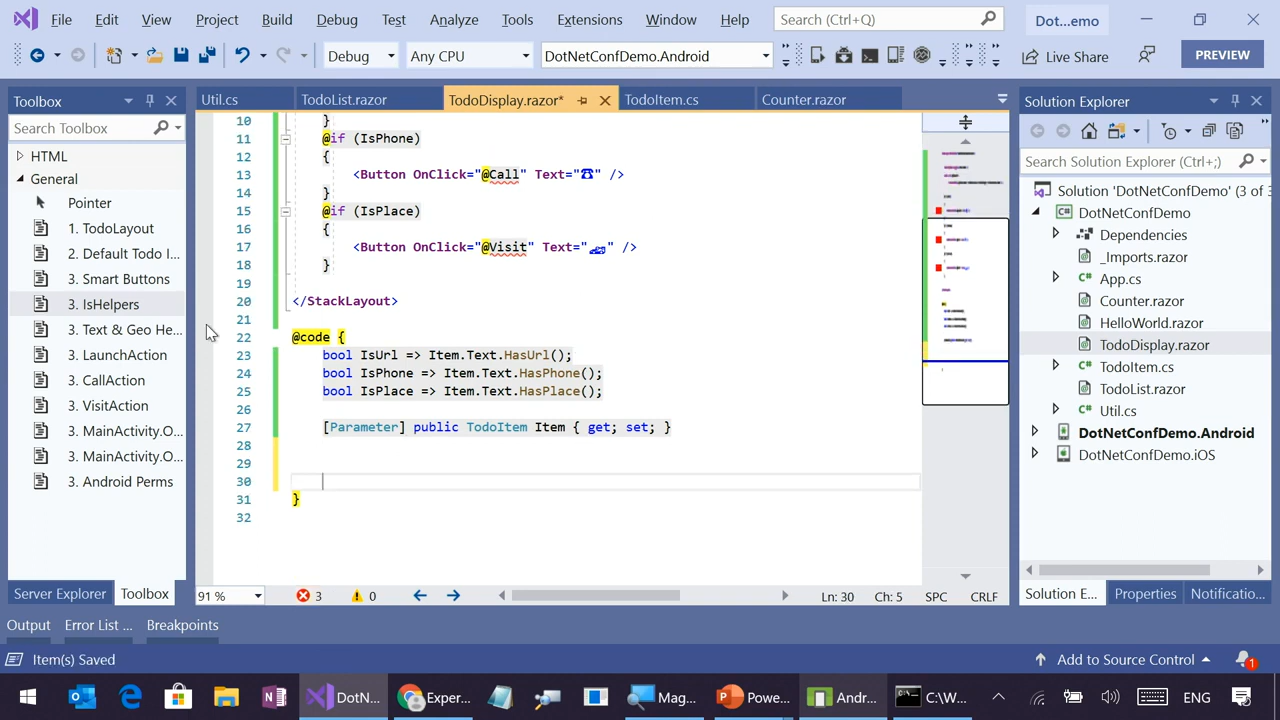 File Edit View Project Build Debug Test Analyze Tools Extensions Window Help Search (Ctrl+Q) Dot...emo
Debug Any CPU DotNetConfDemo.Android Live Share PREVIEW
Toolbox
Search Toolbox
HTML
General
Pointer
1. TodoLayout
2. Default Todo I...
3. Smart Buttons
3. IsHelpers
3. Text & Geo He...
3. LaunchAction
3. CallAction
3. VisitAction
3. MainActivity.O...
3. MainActivity.O...
3. Android Perms
Server Explorer Toolbox
Util.cs TodoList.razor TodoDisplay.razor* TodoItem.cs Counter.razor
10 }
11 @if (IsPhone)
12 {
13 <Button OnClick="@Call" Text="☎" />
14 }
15 @if (IsPlace)
16 {
17 <Button OnClick="@Visit" Text="🏎" />
18 }
19
20 </StackLayout>
21
22 @code {
23 bool IsUrl => Item.Text.HasUrl();
24 bool IsPhone => Item.Text.HasPhone();
25 bool IsPlace => Item.Text.HasPlace();
26
27 [Parameter] public TodoItem Item { get; set; }
28
29
30
31 }
32
91 % 3 0 Ln: 30 Ch: 5 SPC CRLF
Solution Explorer
Search Solution Explorer (Ctrl+;)
Solution 'DotNetConfDemo' (3 of 3
DotNetConfDemo
Dependencies
_Imports.razor
App.cs
Counter.razor
HelloWorld.razor
TodoDisplay.razor
TodoItem.cs
TodoList.razor
Util.cs
DotNetConfDemo.Android
DotNetConfDemo.iOS
Solution E... Properties Notificatio...
Output Error List ... Breakpoints
Item(s) Saved Add to Source Control 1
DotN... Exper Mag... Powe... Andr... C:\W... ENG